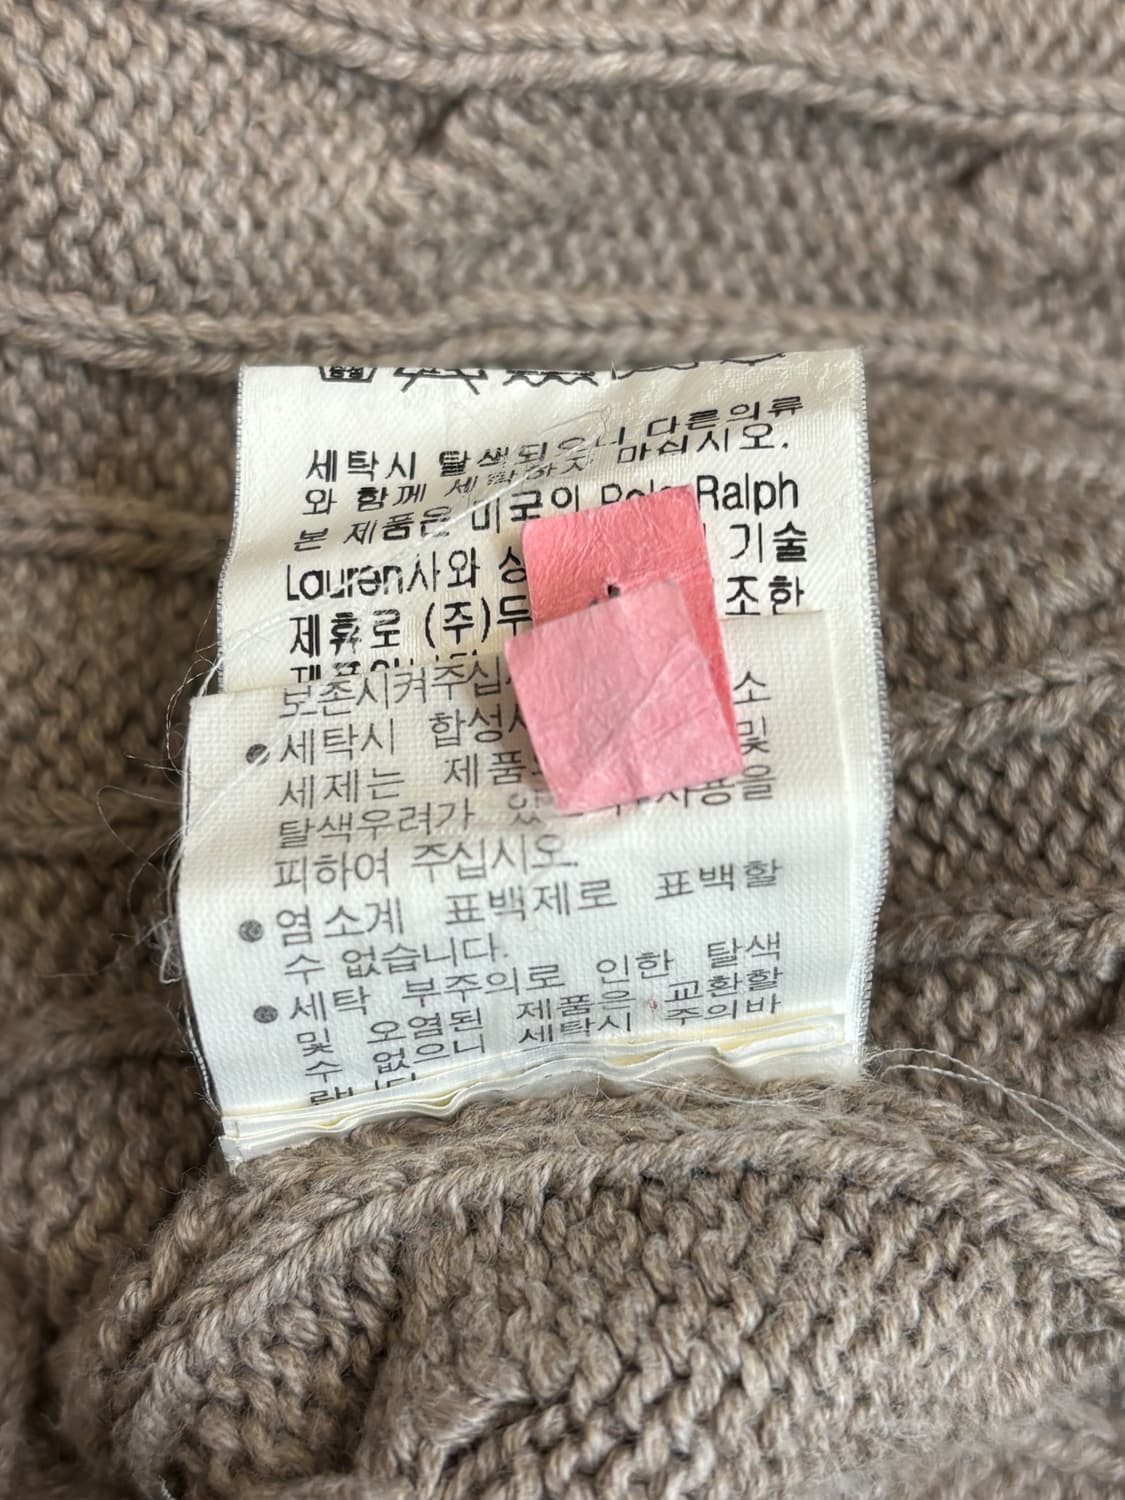 세탁시 탈색되오니 다른의류
와 함께 세탁하지 마십시오.
본 제품은 미국의 Polo Ralph
Lauren사와 기술
제휴로 (주)두 조한
보존시켜주십 소
● 세탁시 합성 및
세제는 제품
탈색우려가 사용을
피하여 주십시오.
● 염소계 표백제로 표백할
수 없습니다.
● 세탁 부주의로 인한 탈색
및 오염된 제품은 교환할
수 없으니 세탁시 주의바
랍니다